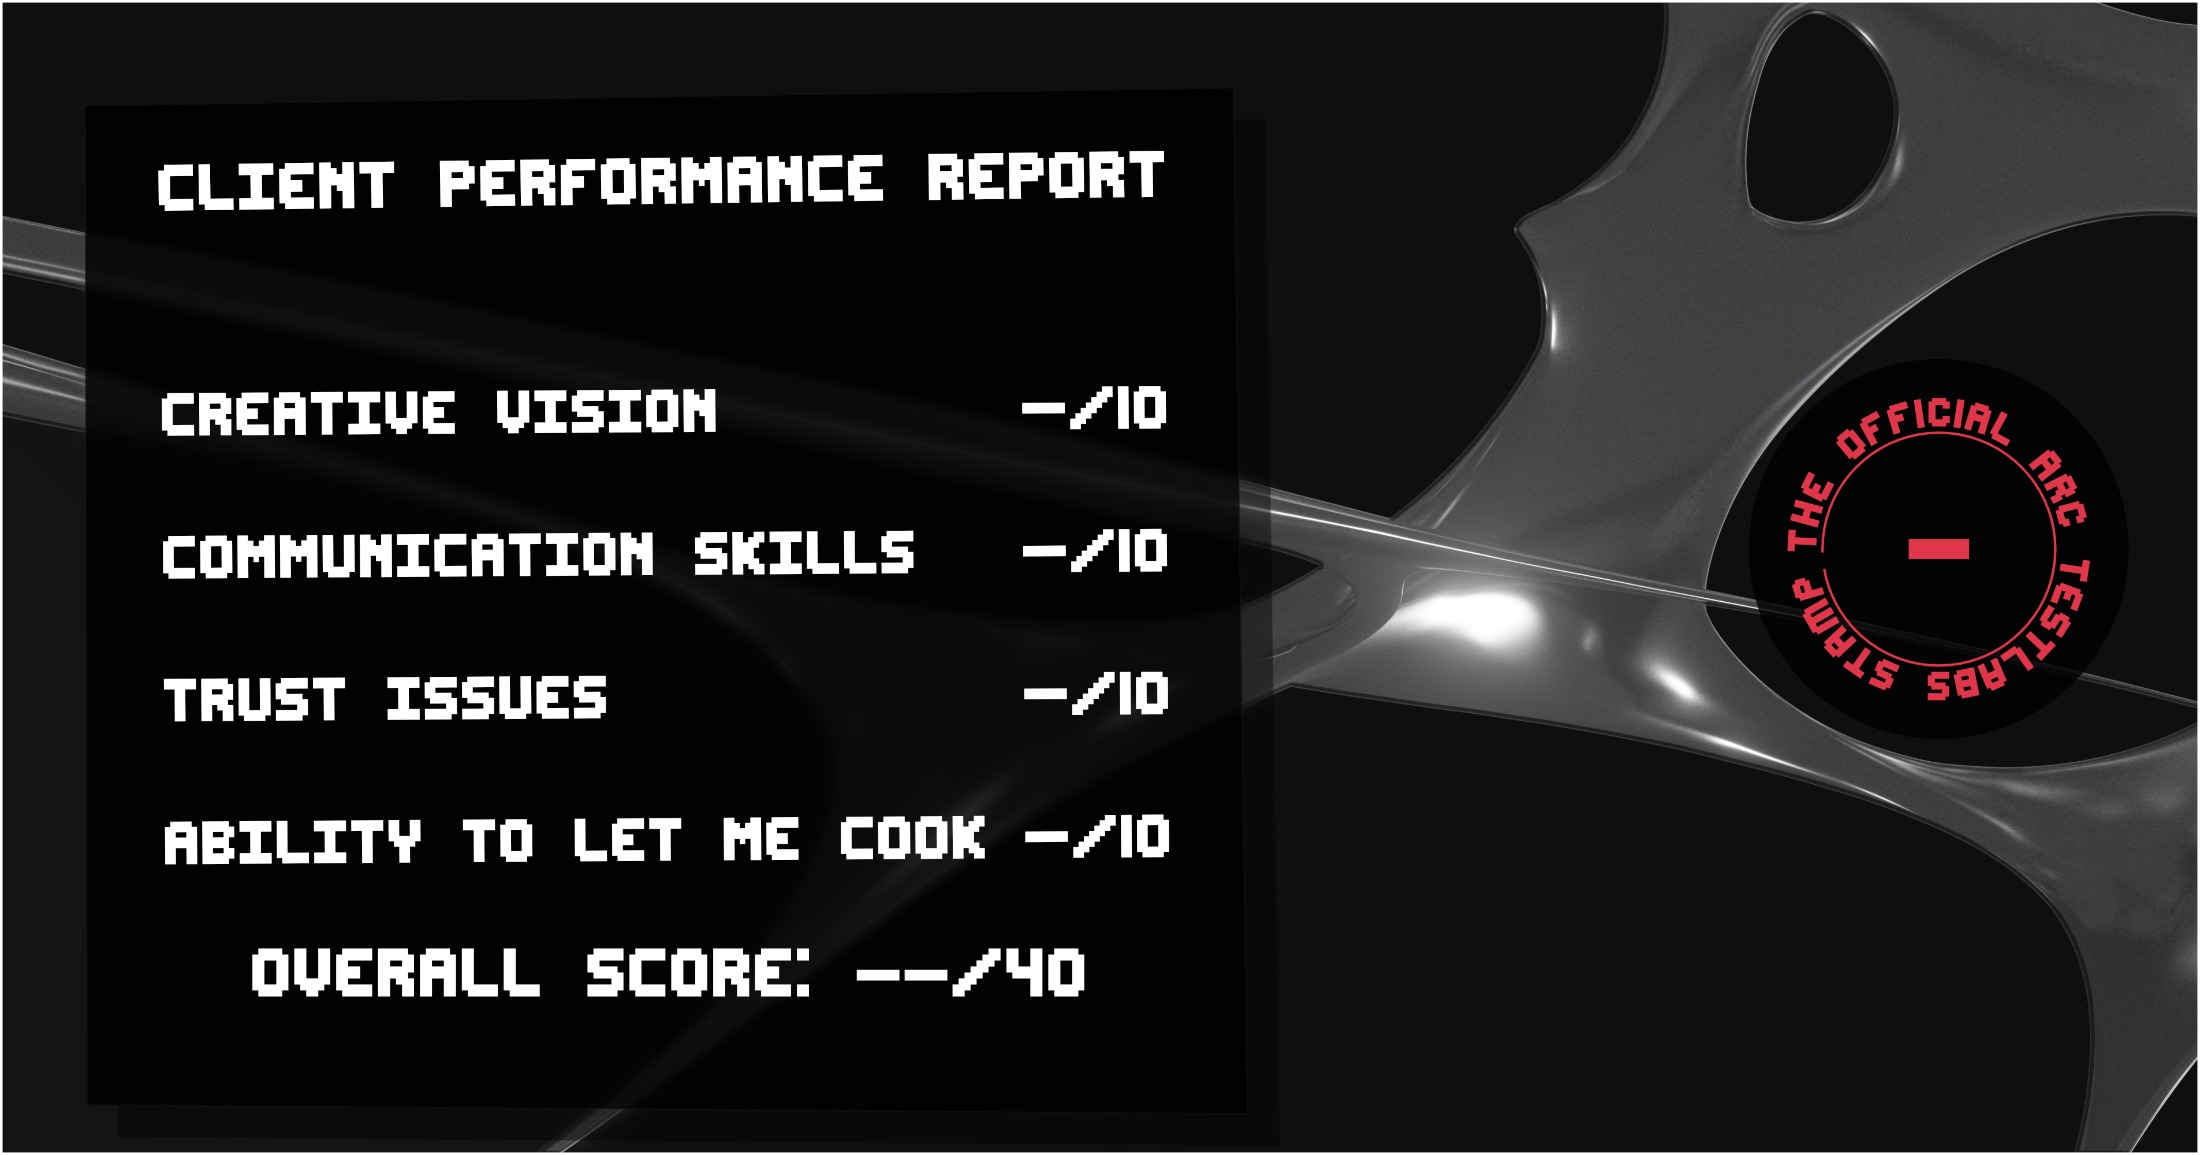 CLIENT PERFORMANCE REPORT
CREATIVE VISION —/10
COMMUNICATION SKILLS —/10
TRUST ISSUES —/10
ABILITY TO LET ME COOK —/10
OVERALL SCORE: ——/40
THE OFFICIAL ARC TESTLABS STAMP
—